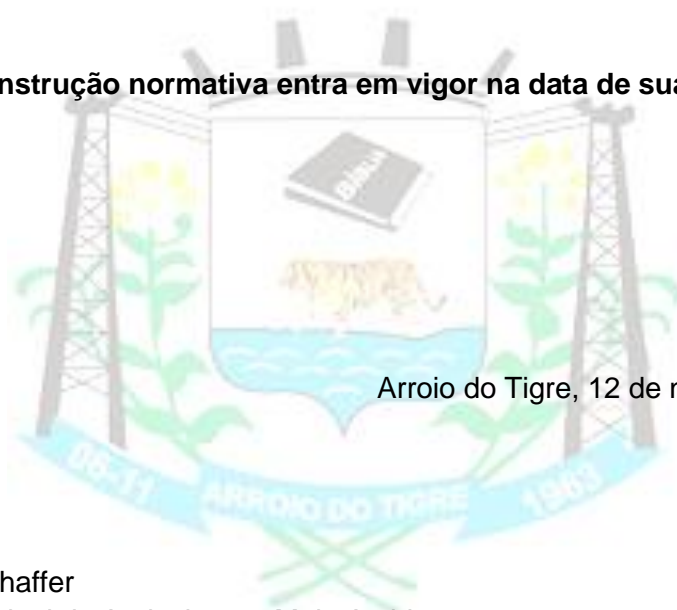 nstrução normativa entra em vigor na data de sua
BÍBLIA
Arroio do Tigre, 12 de
06-11 ARROIO DO TIGRE 1963
haffer